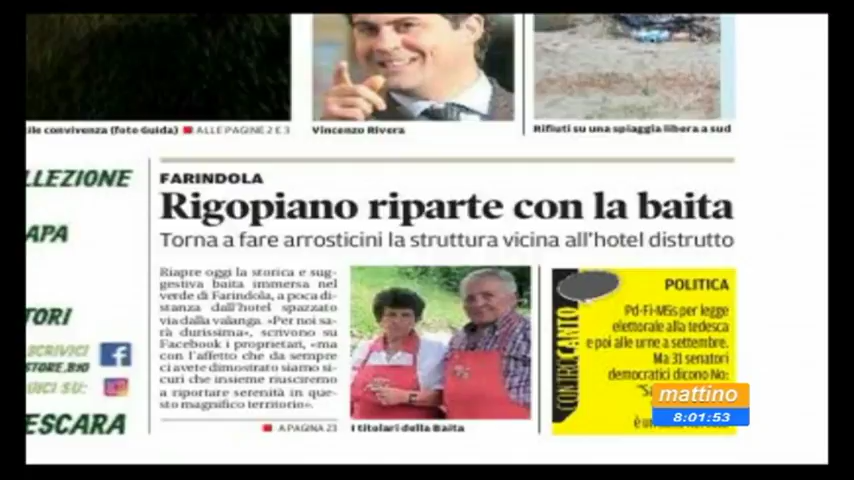 ile convivenza (foto Guida) ALLE PAGINE 2 E 3
Vincenzo Rivera
Rifiuti su una spiaggia libera a sud
LLEZIONE
APA
TORI
SCRIVICI
STORE.BIO
UICI SU:
ESCARA
FARINDOLA
Rigopiano riparte con la baita
Torna a fare arrosticini la struttura vicina all'hotel distrutto
Riapre oggi la storica e sug-
gestiva baita immersa nel
verde di Farindola, a poca di-
stanza dall'hotel spazzato
via dalla valanga. «Per noi sa-
rà durissima», scrivono su
Facebook i proprietari, «ma
con l'affetto che da sempre
ci avete dimostrato siamo si-
curi che insieme riusciremo
a riportare serenità in que-
sto magnifico territorio».
A PAGINA 23
I titolari della Baita
CONTROCANTO
POLITICA
Pd-Fi-M5s per legge
elettorale alla tedesca
e poi alle urne a settembre.
Ma 31 senatori
democratici dicono No:
è un
mattino
8:01:53